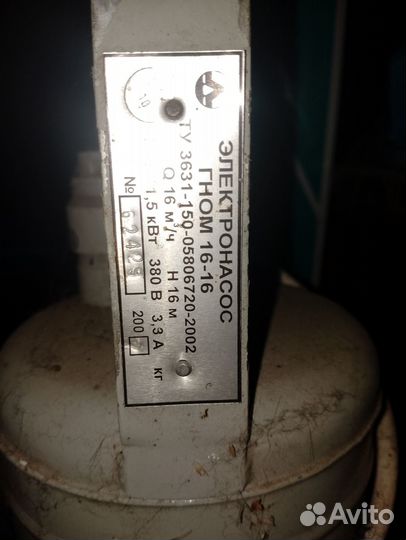 ЭЛЕКТРОНАСОС
ГНОМ 16-16
ТУ 3631-150-05806720-2002
Q 16 м³/ч H 16 м
1,5 кВт 380 В 3,3 А кг
№ 62429 200
Avito